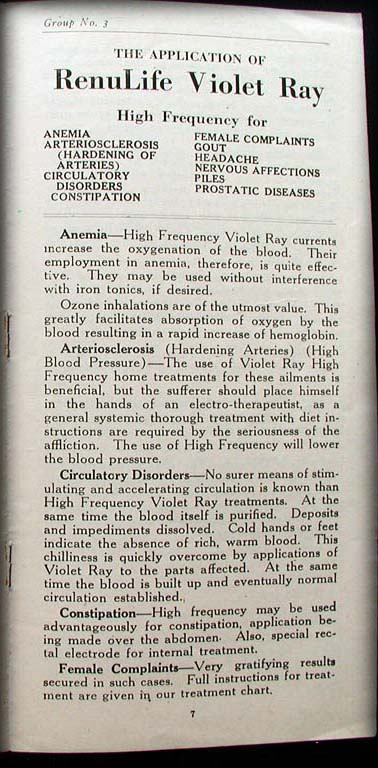 Group No. 3
THE APPLICATION OF
RenuLife Violet Ray
High Frequency for
ANEMIA
ARTERIOSCLEROSIS
(HARDENING OF
ARTERIES)
CIRCULATORY
DISORDERS
CONSTIPATION
FEMALE COMPLAINTS
GOUT
HEADACHE
NERVOUS AFFECTIONS
PILES
PROSTATIC DISEASES
Anemia—High Frequency Violet Ray currents
increase the oxygenation of the blood. Their
employment in anemia, therefore, is quite effec-
tive. They may be used without interference
with iron tonics, if desired.
Ozone inhalations are of the utmost value. This
greatly facilitates absorption of oxygen by the
blood resulting in a rapid increase of hemoglobin.
Arteriosclerosis (Hardening Arteries) (High
Blood Pressure)—The use of Violet Ray High
Frequency home treatments for these ailments is
beneficial, but the sufferer should place himself
in the hands of an electro-therapeutist, as a
general systemic thorough treatment with diet in-
structions are required by the seriousness of the
affliction. The use of High Frequency will lower
the blood pressure.
Circulatory Disorders—No surer means of stim-
ulating and accelerating circulation is known than
High Frequency Violet Ray treatments. At the
same time the blood itself is purified. Deposits
and impediments dissolved. Cold hands or feet
indicate the absence of rich, warm blood. This
chilliness is quickly overcome by applications of
Violet Ray to the parts affected. At the same
time the blood is built up and eventually normal
circulation established.
Constipation—High frequency may be used
advantageously for constipation, application be-
ing made over the abdomen. Also, special rec-
tal electrode for internal treatment.
Female Complaints—Very gratifying results
secured in such cases. Full instructions for treat-
ment are given in our treatment chart.
7